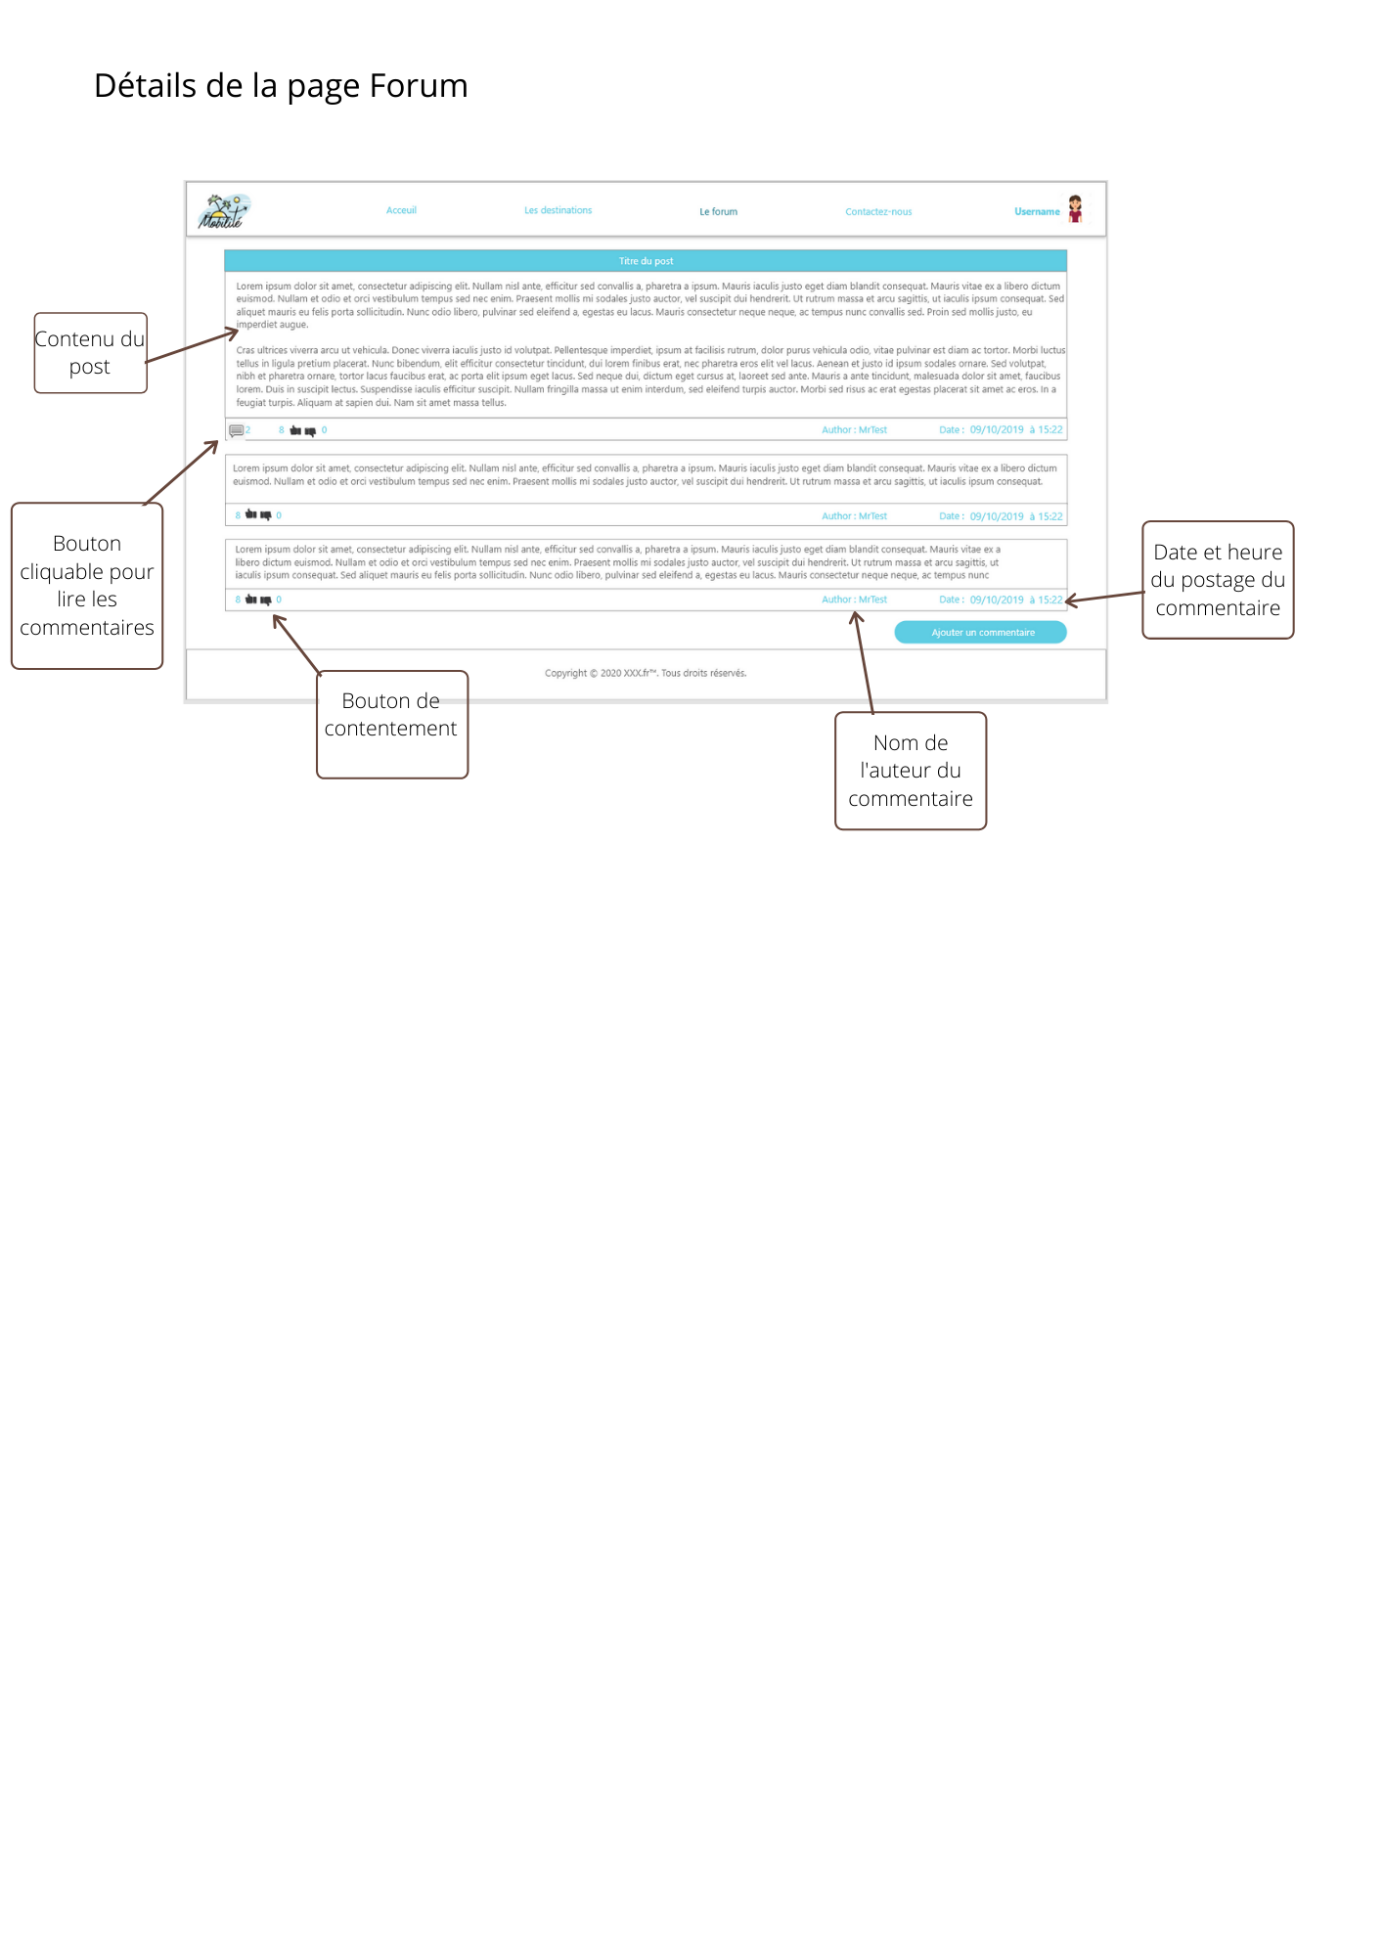 Détails de la page Forum
Mobilité
Acceuil
Les destinations
Le forum
Contactez-nous
Username
Titre du post
Lorem ipsum dolor sit amet, consectetur adipiscing elit. Nullam nisl ante, efficitur sed convallis a, pharetra a ipsum. Mauris iaculis justo eget diam blandit consequat. Mauris vitae ex a libero dictum
euismod. Nullam et odio et orci vestibulum tempus sed nec enim. Praesent mollis mi sodales justo auctor, vel suscipit dui hendrerit. Ut rutrum massa et arcu sagittis, ut iaculis ipsum consequat. Sed
aliquet mauris eu felis porta sollicitudin. Nunc odio libero, pulvinar sed eleifend a, egestas eu lacus. Mauris consectetur neque neque, ac tempus nunc convallis sed. Proin sed mollis justo, eu
imperdiet augue.
Cras ultrices viverra arcu ut vehicula. Donec viverra iaculis justo id volutpat. Pellentesque imperdiet, ipsum at facilisis rutrum, dolor purus vehicula odio, vitae pulvinar est diam ac tortor. Morbi luctus
tellus in ligula pretium placerat. Nunc bibendum, elit efficitur consectetur tincidunt, dui lorem finibus erat, nec pharetra eros elit vel lacus. Aenean et justo id ipsum sodales ornare. Sed volutpat,
nibh et pharetra ornare, tortor lacus faucibus erat, ac porta elit ipsum eget lacus. Sed neque dui, dictum eget cursus at, laoreet sed ante. Mauris a ante tincidunt, malesuada dolor sit amet, faucibus
lorem. Duis in suscipit lectus. Suspendisse iaculis efficitur suscipit. Nullam fringilla massa ut enim interdum, sed eleifend turpis auctor. Morbi sed risus ac erat egestas placerat sit amet ac eros. In a
feugiat turpis. Aliquam at sapien dui. Nam sit amet massa tellus.
2 8 0 Author : MrTest Date : 09/10/2019 à 15:22
Lorem ipsum dolor sit amet, consectetur adipiscing elit. Nullam nisl ante, efficitur sed convallis a, pharetra a ipsum. Mauris iaculis justo eget diam blandit consequat. Mauris vitae ex a libero dictum
euismod. Nullam et odio et orci vestibulum tempus sed nec enim. Praesent mollis mi sodales justo auctor, vel suscipit dui hendrerit. Ut rutrum massa et arcu sagittis, ut iaculis ipsum consequat.
8 0 Author : MrTest Date : 09/10/2019 à 15:22
Lorem ipsum dolor sit amet, consectetur adipiscing elit. Nullam nisl ante, efficitur sed convallis a, pharetra a ipsum. Mauris iaculis justo eget diam blandit consequat. Mauris vitae ex a
libero dictum euismod. Nullam et odio et orci vestibulum tempus sed nec enim. Praesent mollis mi sodales justo auctor, vel suscipit dui hendrerit. Ut rutrum massa et arcu sagittis, ut
iaculis ipsum consequat. Sed aliquet mauris eu felis porta sollicitudin. Nunc odio libero, pulvinar sed eleifend a, egestas eu lacus. Mauris consectetur neque neque, ac tempus nunc
8 0 Author : MrTest Date : 09/10/2019 à 15:22
Ajouter un commentaire
Copyright © 2020 XXX.fr™. Tous droits réservés.
Contenu du
post
Bouton
cliquable pour
lire les
commentaires
Bouton de
contentement
Nom de
l'auteur du
commentaire
Date et heure
du postage du
commentaire